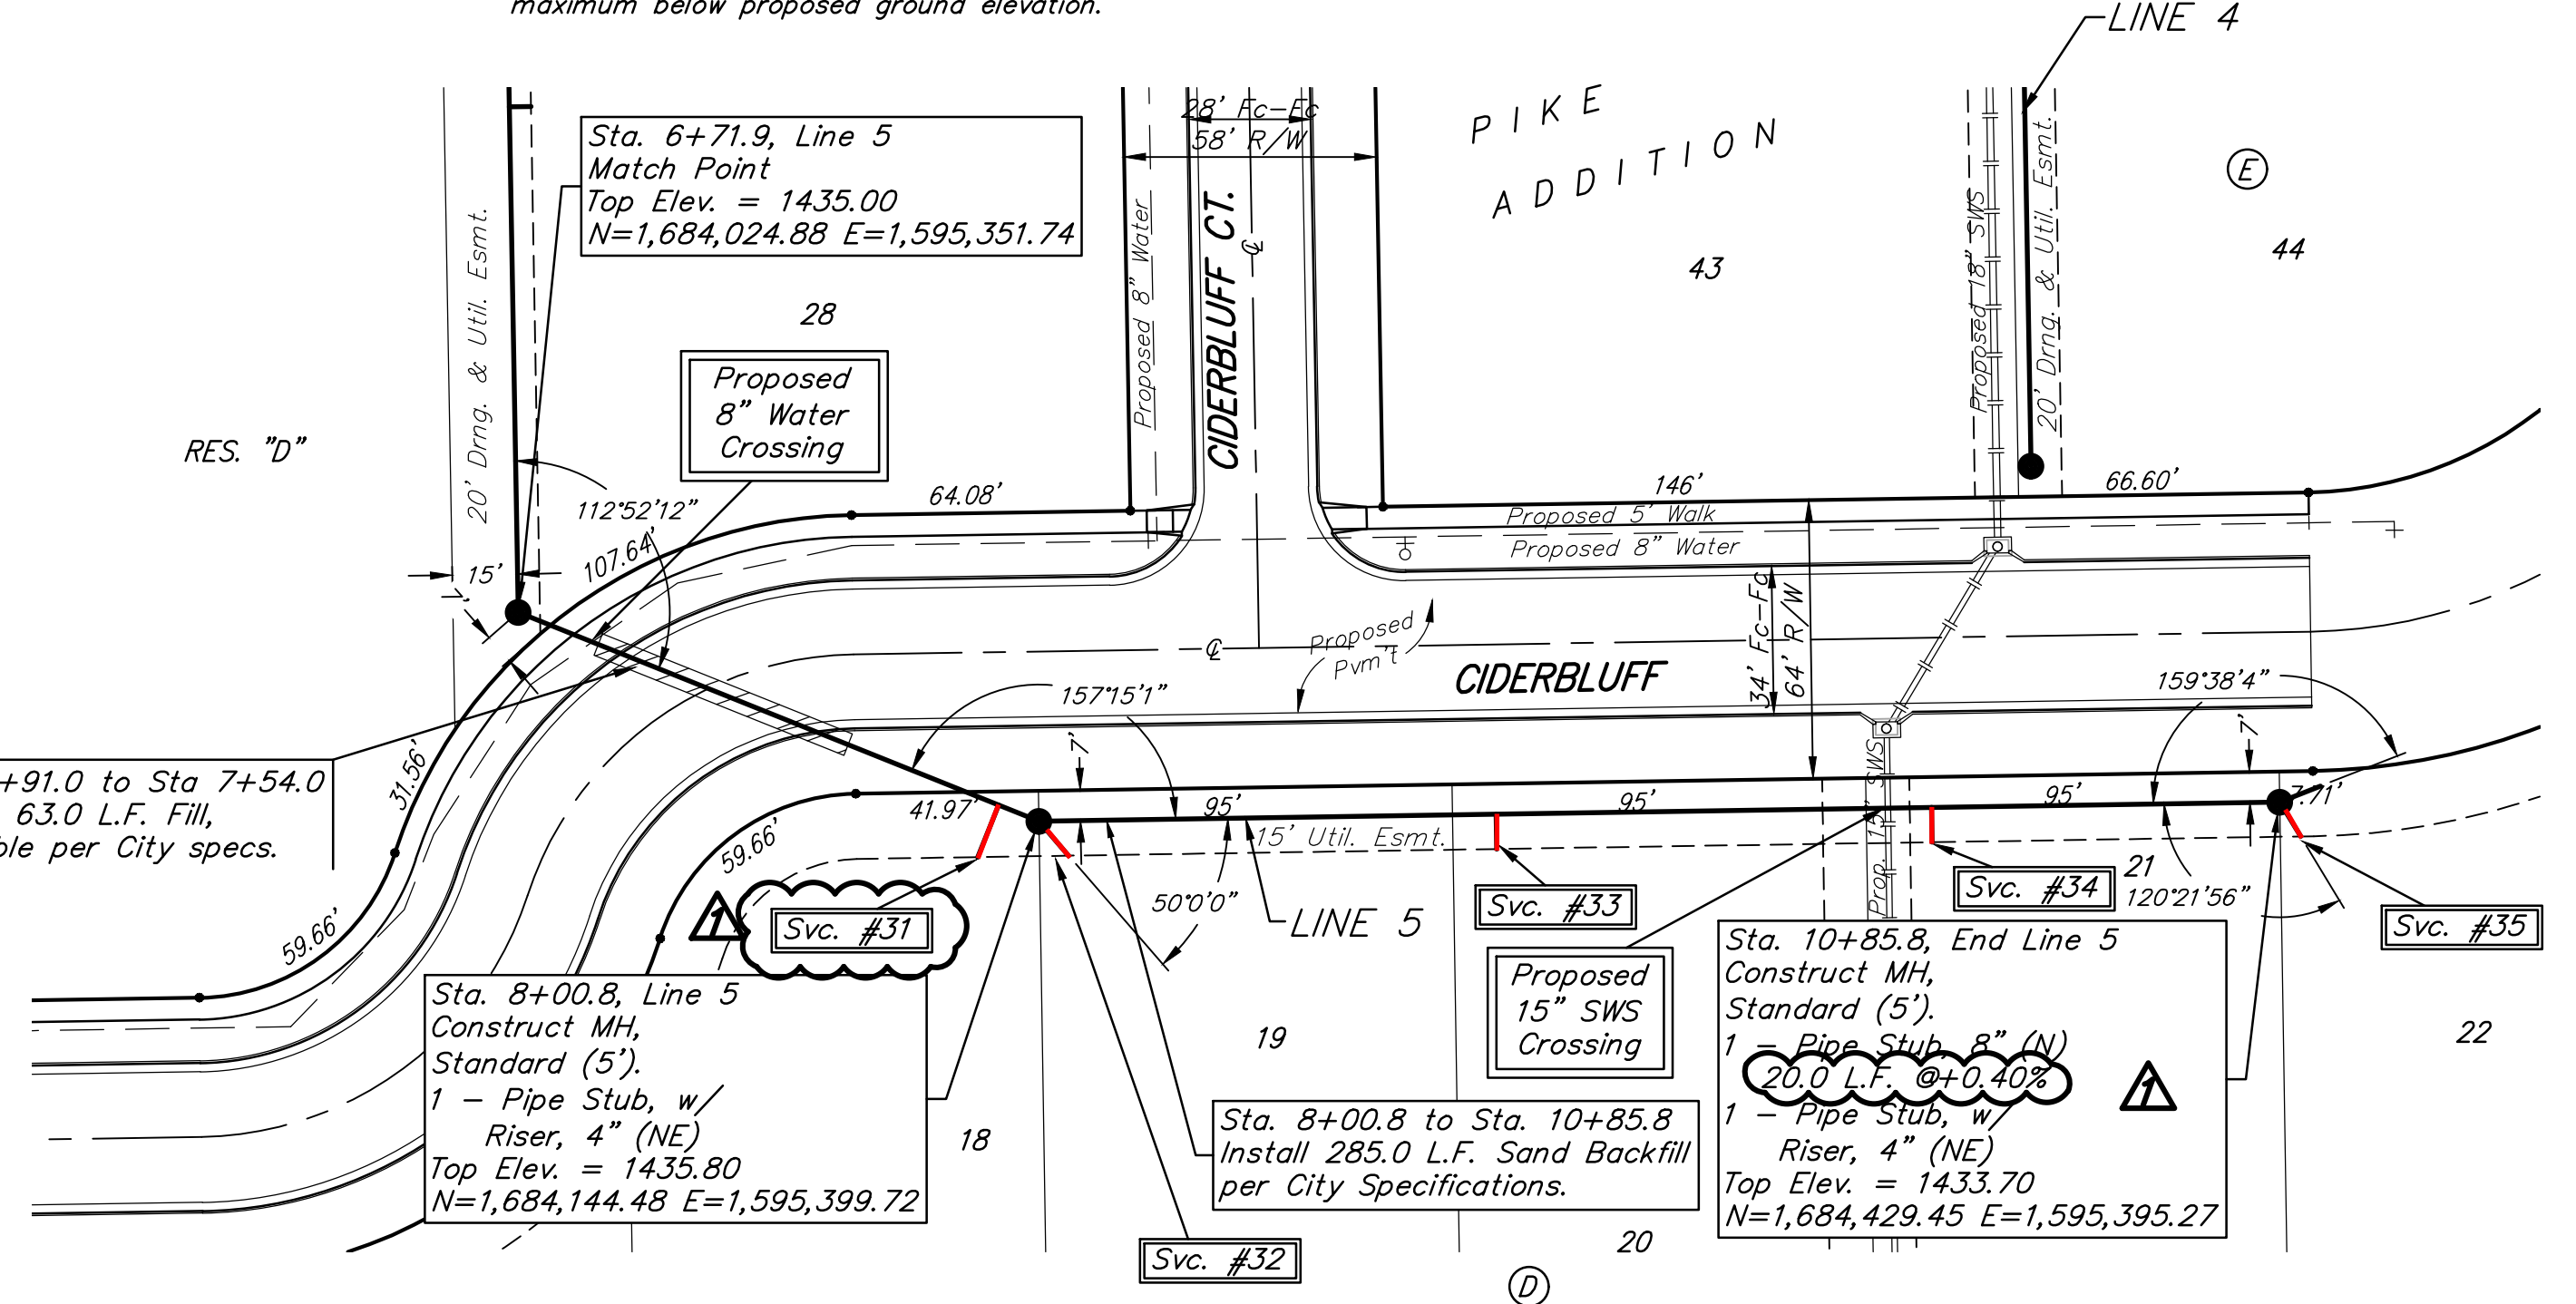 maximum below proposed ground elevation.
LINE 4
Sta. 6+71.9, Line 5
Match Point
Top Elev. = 1435.00
N=1,684,024.88 E=1,595,351.74
28' Fc-Fc
58' R/W
PIKE
ADDITION
E
20' Drng. & Util. Esmt.
Proposed 8" Water
CIDERBLUFF CT.
℄
Proposed 18" SWS
20' Drng. & Util. Esmt.
28
43
44
Proposed
8" Water
Crossing
RES. "D"
112°52'12"
64.08'
146'
66.60'
Proposed 5' Walk
Proposed 8" Water
107.64'
15'
7'
℄
Proposed
Pvm't
CIDERBLUFF
34' Fc-Fc
64' R/W
157°15'1"
159°38'4"
7'
7'
31.56'
+91.0 to Sta 7+54.0
63.0 L.F. Fill,
ble per City specs.
41.97'
95'
95'
95'
7.71'
15' Util. Esmt.
Prop. 15" SWS
59.66'
59.66'
50°0'0"
LINE 5
1
Svc. #31
Svc. #33
Svc. #34
21
120°21'56"
Svc. #35
Sta. 8+00.8, Line 5
Construct MH,
Standard (5').
1 - Pipe Stub, w/
Riser, 4" (NE)
Top Elev. = 1435.80
N=1,684,144.48 E=1,595,399.72
18
19
Proposed
15" SWS
Crossing
Sta. 10+85.8, End Line 5
Construct MH,
Standard (5').
1 - Pipe Stub, 8" (N)
20.0 L.F. @+0.40%
1 - Pipe Stub, w/
Riser, 4" (NE)
Top Elev. = 1433.70
N=1,684,429.45 E=1,595,395.27
1
22
Sta. 8+00.8 to Sta. 10+85.8
Install 285.0 L.F. Sand Backfill
per City Specifications.
Svc. #32
20
D